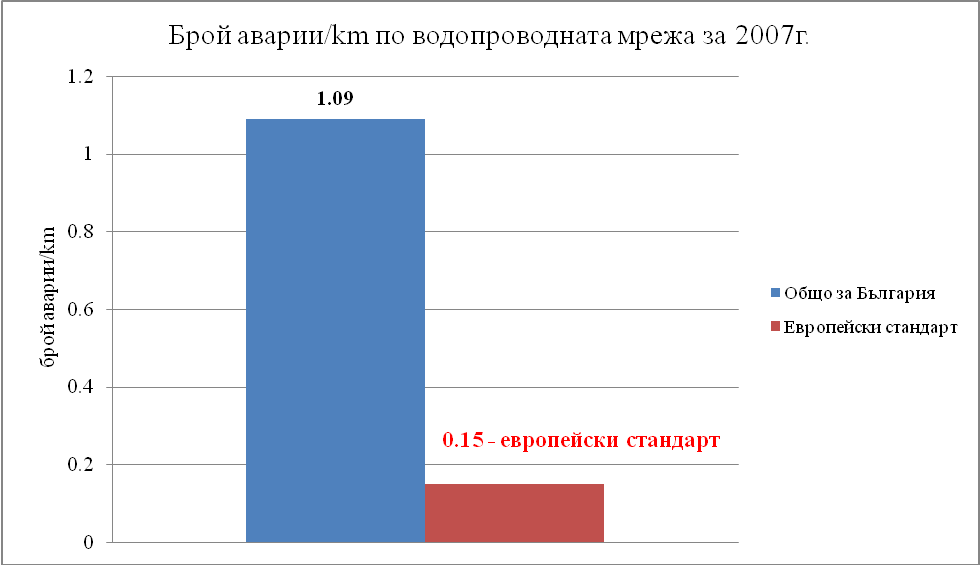 Брой аварии/km по водопроводната мрежа за 2007г.
1.2
1
0.8
0.6
0.4
0.2
0
брой аварии/km
1.09
0.15 - европейски стандарт
Общо за България
Европейски стандарт